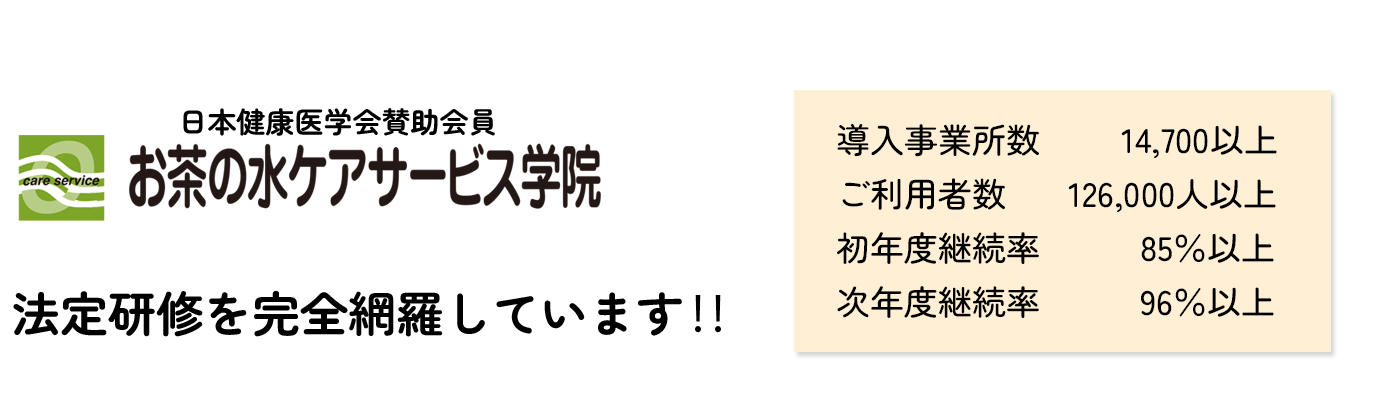 日本健康医学会賛助会員
care service
お茶の水ケアサービス学院
法定研修を完全網羅しています!!
導入事業所数 14,700以上
ご利用者数 126,000人以上
初年度継続率 85%以上
次年度継続率 96%以上